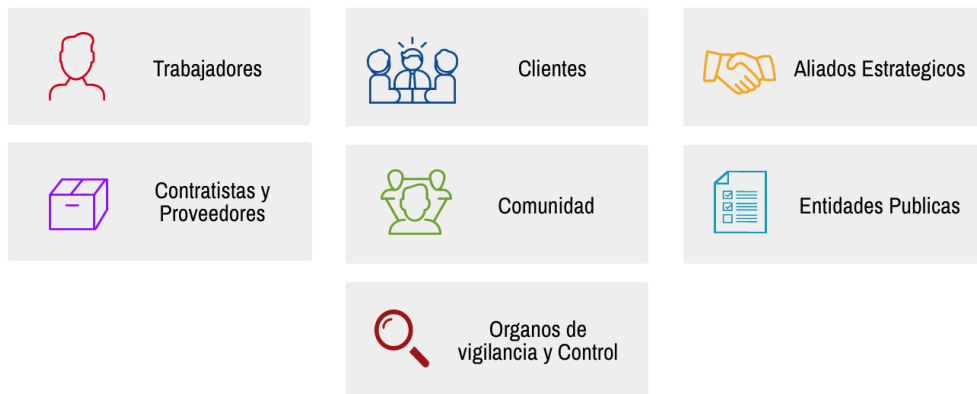 Trabajadores
Clientes
Aliados Estrategicos
Contratistas y
Proveedores
Comunidad
Entidades Publicas
Organos de
vigilancia y Control